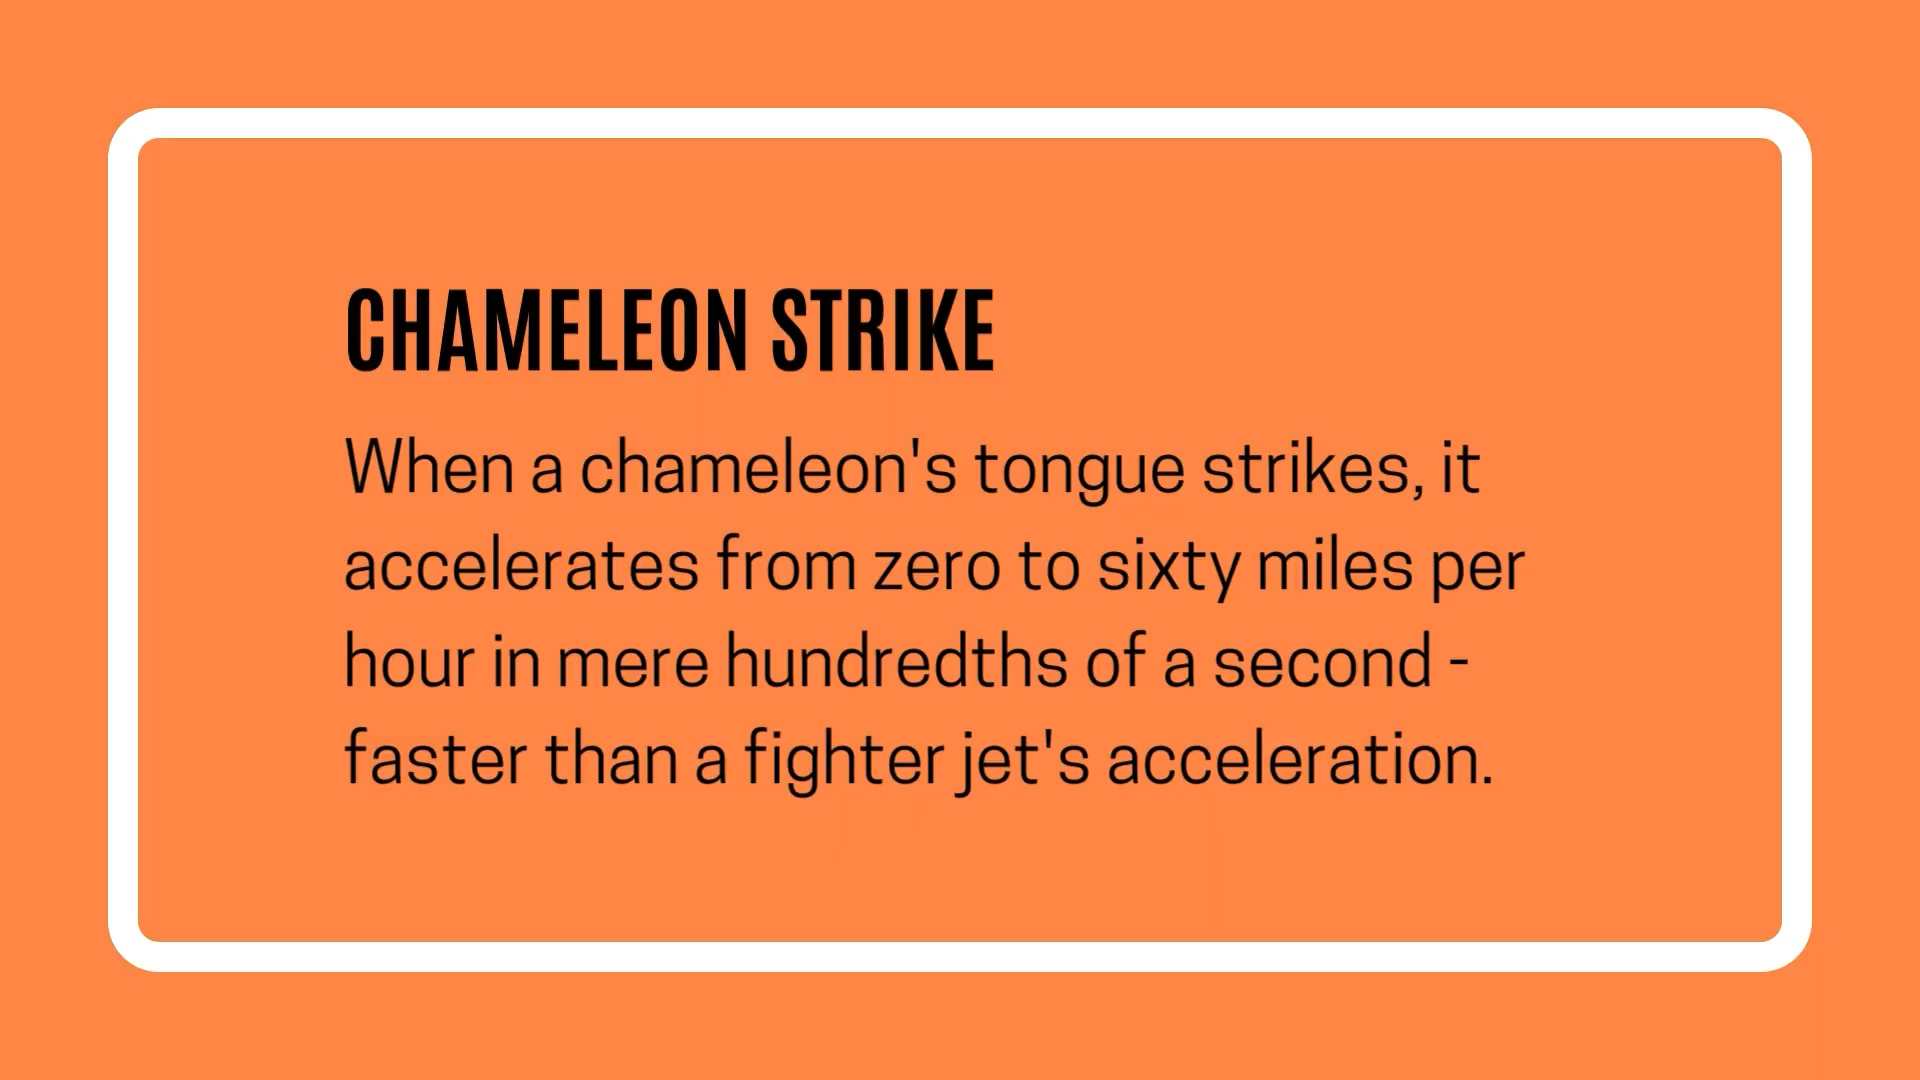 CHAMELEON STRIKE
When a chameleon's tongue strikes, it
accelerates from zero to sixty miles per
hour in mere hundredths of a second -
faster than a fighter jet's acceleration.